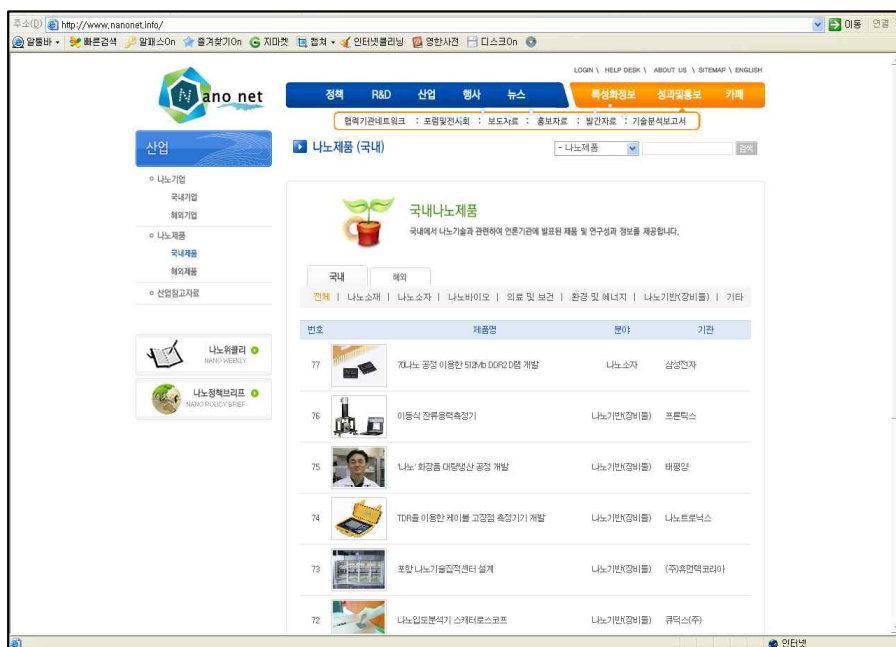 주소(D) http://www.nanonet.info/ 이동 연결
알툴바 빠른검색 알패스On 즐겨찾기On 지마켓 캡쳐 인터넷클리닝 영한사전 디스크On
LOGIN \ HELP DESK \ ABOUT US \ SITEMAP \ ENGLISH
Nano net
정책 R&D 산업 행사 뉴스 특성화정보 성과및홍보 카페
협력기관네트워크 : 포럼및전시회 : 보도자료 : 홍보자료 : 발간자료 : 기술분석보고서
산업
나노제품 (국내)
- 나노제품 검색
나노기업
국내기업
해외기업
나노제품
국내제품
해외제품
산업참고자료
나노위클리
NANO WEEKLY
나노정책브리프
NANO POLICY BRIEF
국내나노제품
국내에서 나노기술과 관련하여 언론기관에 발표된 제품 및 연구성과 정보를 제공합니다.
국내 해외
전체 | 나노소재 | 나노소자 | 나노바이오 | 의료 및 보건 | 환경 및 에너지 | 나노기반(장비툴) | 기타
번호 제품명 분야 기관
77 70나노 공정 이용한 512Mb DDR2 D램 개발 나노소자 삼성전자
76 이동식 잔류응력측정기 나노기반(장비툴) 프론틱스
75 '나노' 화장품 대량생산 공정 개발 나노기반(장비툴) 태평양
74 TDR을 이용한 케이블 고장점 측정기기 개발 나노기반(장비툴) 나노트로닉스
73 포항 나노기술집적센터 설계 나노기반(장비툴) (주)휴먼텍코리아
72 나노입도분석기 스캐터로스코프 나노기반(장비툴) 큐덱스(주)
인터넷